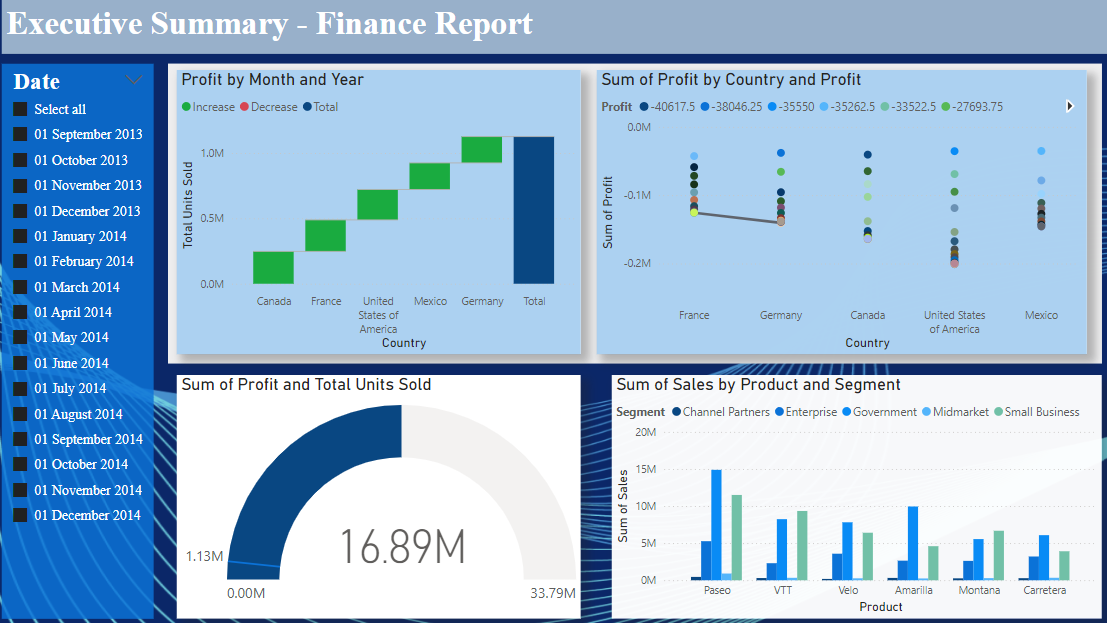 Executive Summary - Finance Report
Date
Select all
01 September 2013
01 October 2013
01 November 2013
01 December 2013
01 January 2014
01 February 2014
01 March 2014
01 April 2014
01 May 2014
01 June 2014
01 July 2014
01 August 2014
01 September 2014
01 October 2014
01 November 2014
01 December 2014
Profit by Month and Year
Increase Decrease Total
Total Units Sold
1.0M
0.5M
0.0M
Canada France United States of America Mexico Germany Total
Country
Sum of Profit by Country and Profit
Profit -40617.5 -38046.25 -35550 -35262.5 -33522.5 -27693.75
Sum of Profit
0.0M
-0.1M
-0.2M
France Germany Canada United States of America Mexico
Country
Sum of Profit and Total Units Sold
16.89M
1.13M
0.00M 33.79M
Sum of Sales by Product and Segment
Segment Channel Partners Enterprise Government Midmarket Small Business
Sum of Sales
20M
15M
10M
5M
0M
Paseo VTT Velo Amarilla Montana Carretera
Product